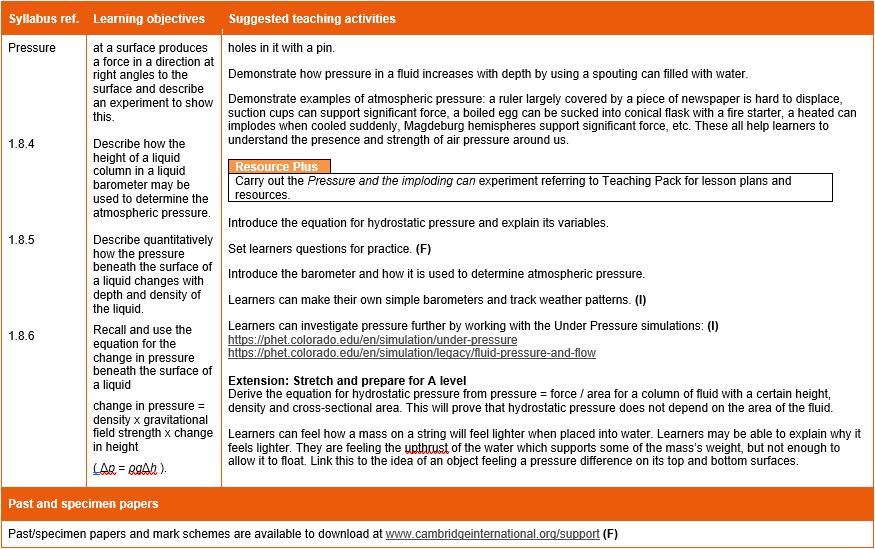 Syllabus ref.
Learning objectives
Suggested teaching activities
Pressure
at a surface produces
a force in a direction at
right angles to the
surface and describe
an experiment to show
this.
1.8.4
Describe how the
height of a liquid
column in a liquid
barometer may be
used to determine the
atmospheric pressure.
1.8.5
Describe quantitatively
how the pressure
beneath the surface of
a liquid changes with
depth and density of
the liquid.
1.8.6
Recall and use the
equation for the
change in pressure
beneath the surface of
a liquid
change in pressure =
density x gravitational
field strength x change
in height
( Δp = ρgΔh ).
holes in it with a pin.
Demonstrate how pressure in a fluid increases with depth by using a spouting can filled with water.
Demonstrate examples of atmospheric pressure: a ruler largely covered by a piece of newspaper is hard to displace,
suction cups can support significant force, a boiled egg can be sucked into conical flask with a fire starter, a heated can
implodes when cooled suddenly, Magdeburg hemispheres support significant force, etc. These all help learners to
understand the presence and strength of air pressure around us.
Resource Plus
Carry out the Pressure and the imploding can experiment referring to Teaching Pack for lesson plans and
resources.
Introduce the equation for hydrostatic pressure and explain its variables.
Set learners questions for practice. (F)
Introduce the barometer and how it is used to determine atmospheric pressure.
Learners can make their own simple barometers and track weather patterns. (I)
Learners can investigate pressure further by working with the Under Pressure simulations: (I)
https://phet.colorado.edu/en/simulation/under-pressure
https://phet.colorado.edu/en/simulation/legacy/fluid-pressure-and-flow
Extension: Stretch and prepare for A level
Derive the equation for hydrostatic pressure from pressure = force / area for a column of fluid with a certain height,
density and cross-sectional area. This will prove that hydrostatic pressure does not depend on the area of the fluid.
Learners can feel how a mass on a string will feel lighter when placed into water. Learners may be able to explain why it
feels lighter. They are feeling the upthrust of the water which supports some of the mass's weight, but not enough to
allow it to float. Link this to the idea of an object feeling a pressure difference on its top and bottom surfaces.
Past and specimen papers
Past/specimen papers and mark schemes are available to download at www.cambridgeinternational.org/support (F)